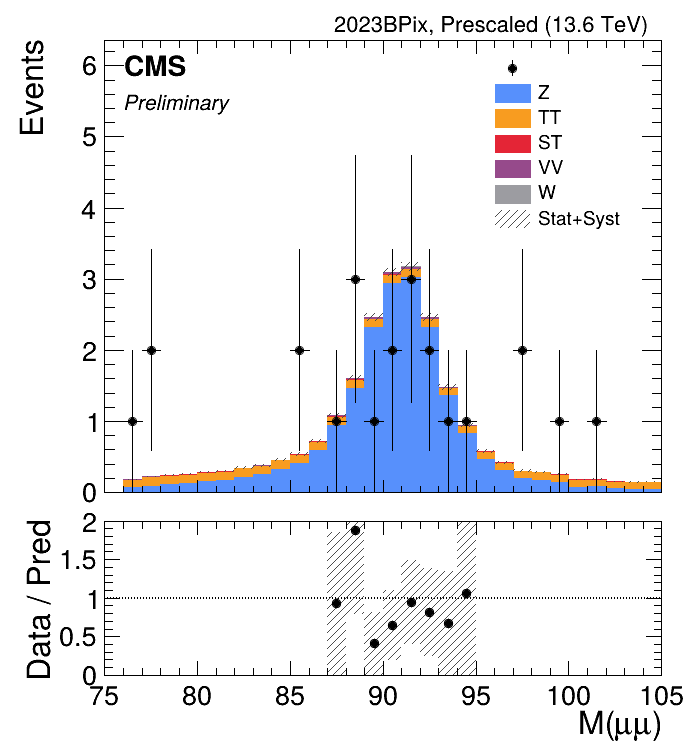 2023BPix, Prescaled (13.6 TeV)
Events
6
5
4
3
2
1
0
CMS
Preliminary
Z
TT
ST
VV
W
Stat+Syst
Data / Pred
2
1.5
1
0.5
0
75 80 85 90 95 100 105
M(μμ)